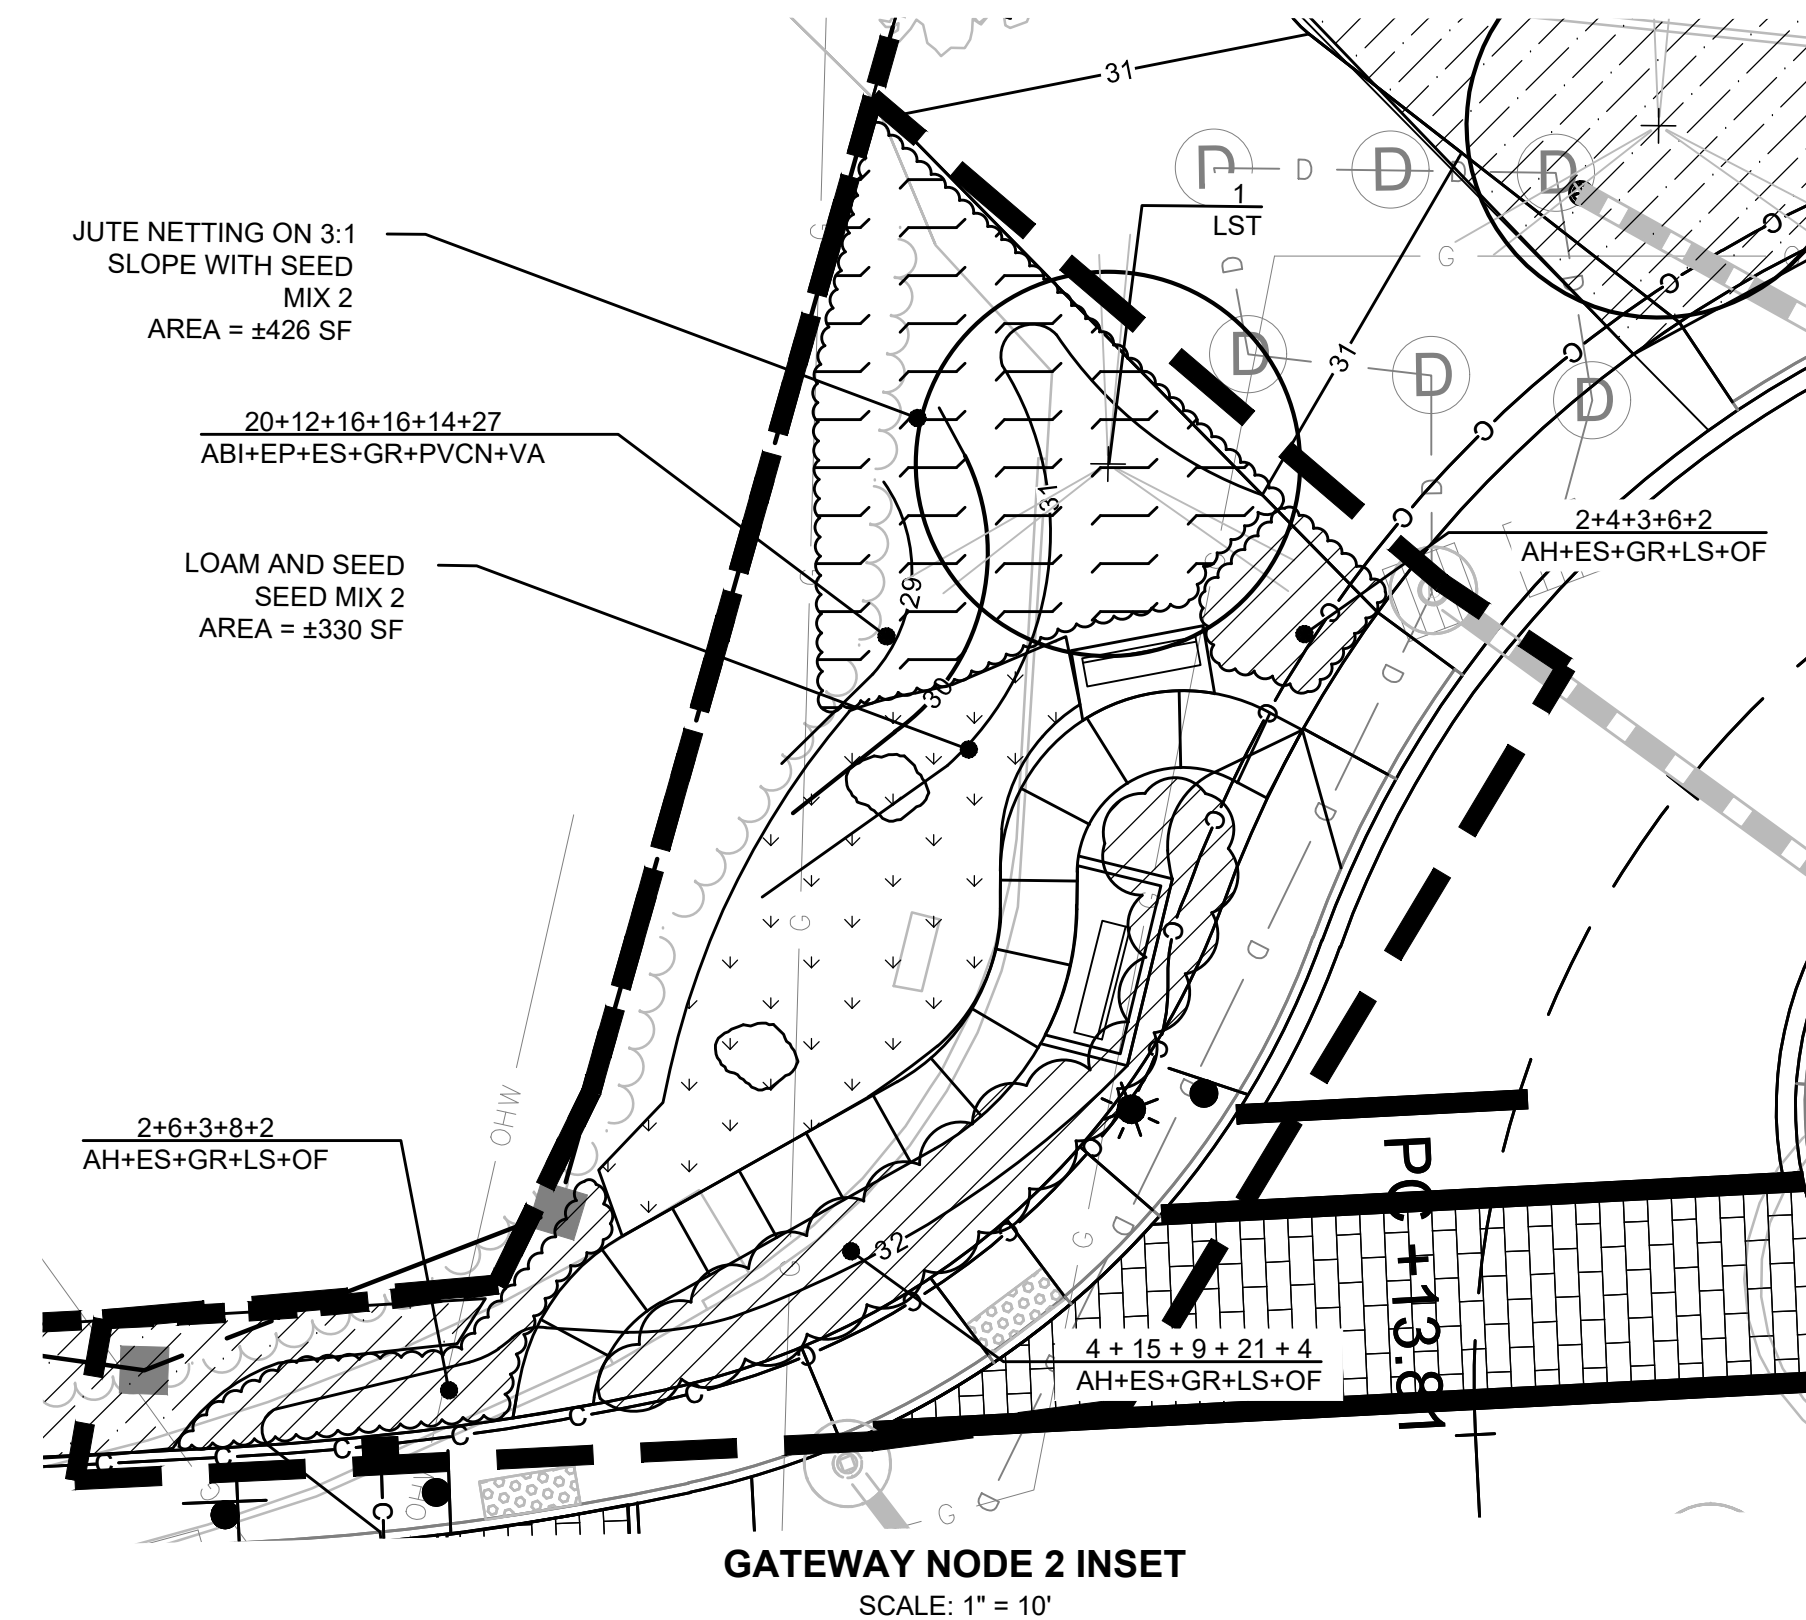 31
D
D
D
D
D
1
LST
C
JUTE NETTING ON 3:1
SLOPE WITH SEED
MIX 2
AREA = ±426 SF
G
D
G
C
D
C
31
D
D
D
C
20+12+16+16+14+27
ABI+EP+ES+GR+PVCN+VA
31
D
C
2+4+3+6+2
AH+ES+GR+LS+OF
LOAM AND SEED
SEED MIX 2
AREA = ±330 SF
29
C
30
D
C
D
C
G
G
C
D
C
OHW
D
2+6+3+8+2
AH+ES+GR+LS+OF
C
PC +13.81
32
G
D
G
C
C
4 + 15 + 9 + 21 + 4
AH+ES+GR+LS+OF
C
C
C
C
C
C
C
G
OHW
C
G
D
GATEWAY NODE 2 INSET
SCALE: 1" = 10'